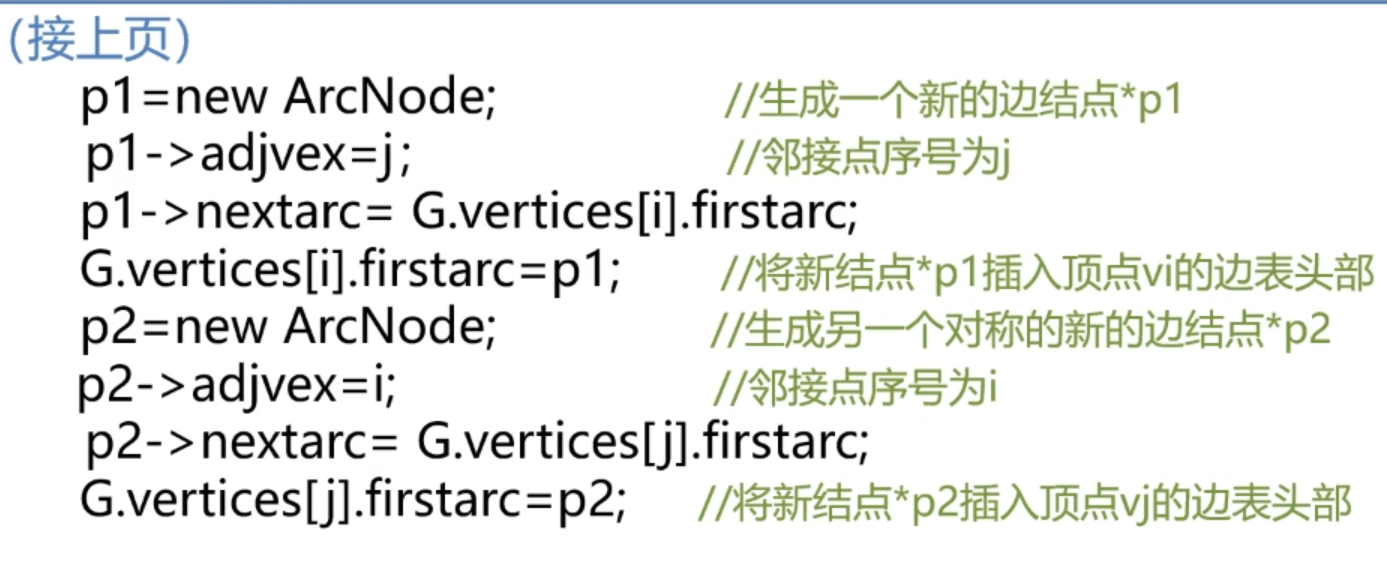 (接上页)
p1=new ArcNode; //生成一个新的边结点*p1
p1->adjvex=j; //邻接点序号为j
p1->nextarc= G.vertices[i].firstarc;
G.vertices[i].firstarc=p1; //将新结点*p1插入顶点vi的边表头部
p2=new ArcNode; //生成另一个对称的新的边结点*p2
p2->adjvex=i; //邻接点序号为i
p2->nextarc= G.vertices[j].firstarc;
G.vertices[j].firstarc=p2; //将新结点*p2插入顶点vj的边表头部